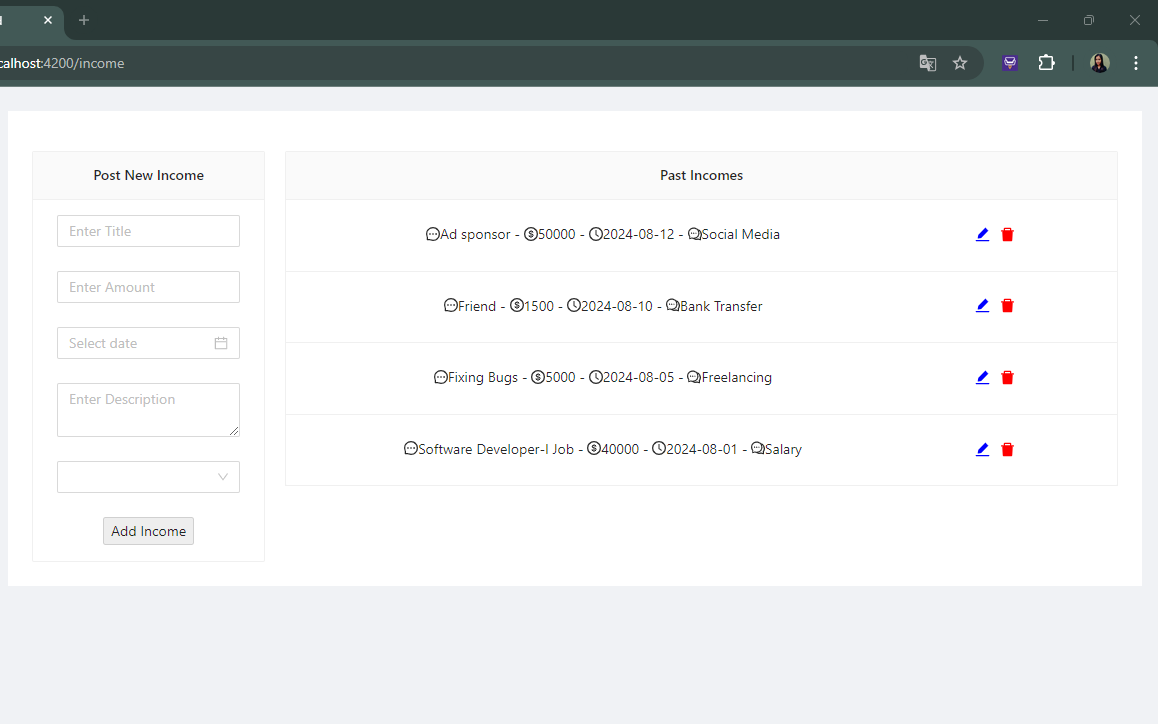 calhost:4200/income
Post New Income
Enter Title
Enter Amount
Select date
Enter Description
Add Income
Past Incomes
Ad sponsor - 50000 - 2024-08-12 - Social Media
Friend - 1500 - 2024-08-10 - Bank Transfer
Fixing Bugs - 5000 - 2024-08-05 - Freelancing
Software Developer-I Job - 40000 - 2024-08-01 - Salary